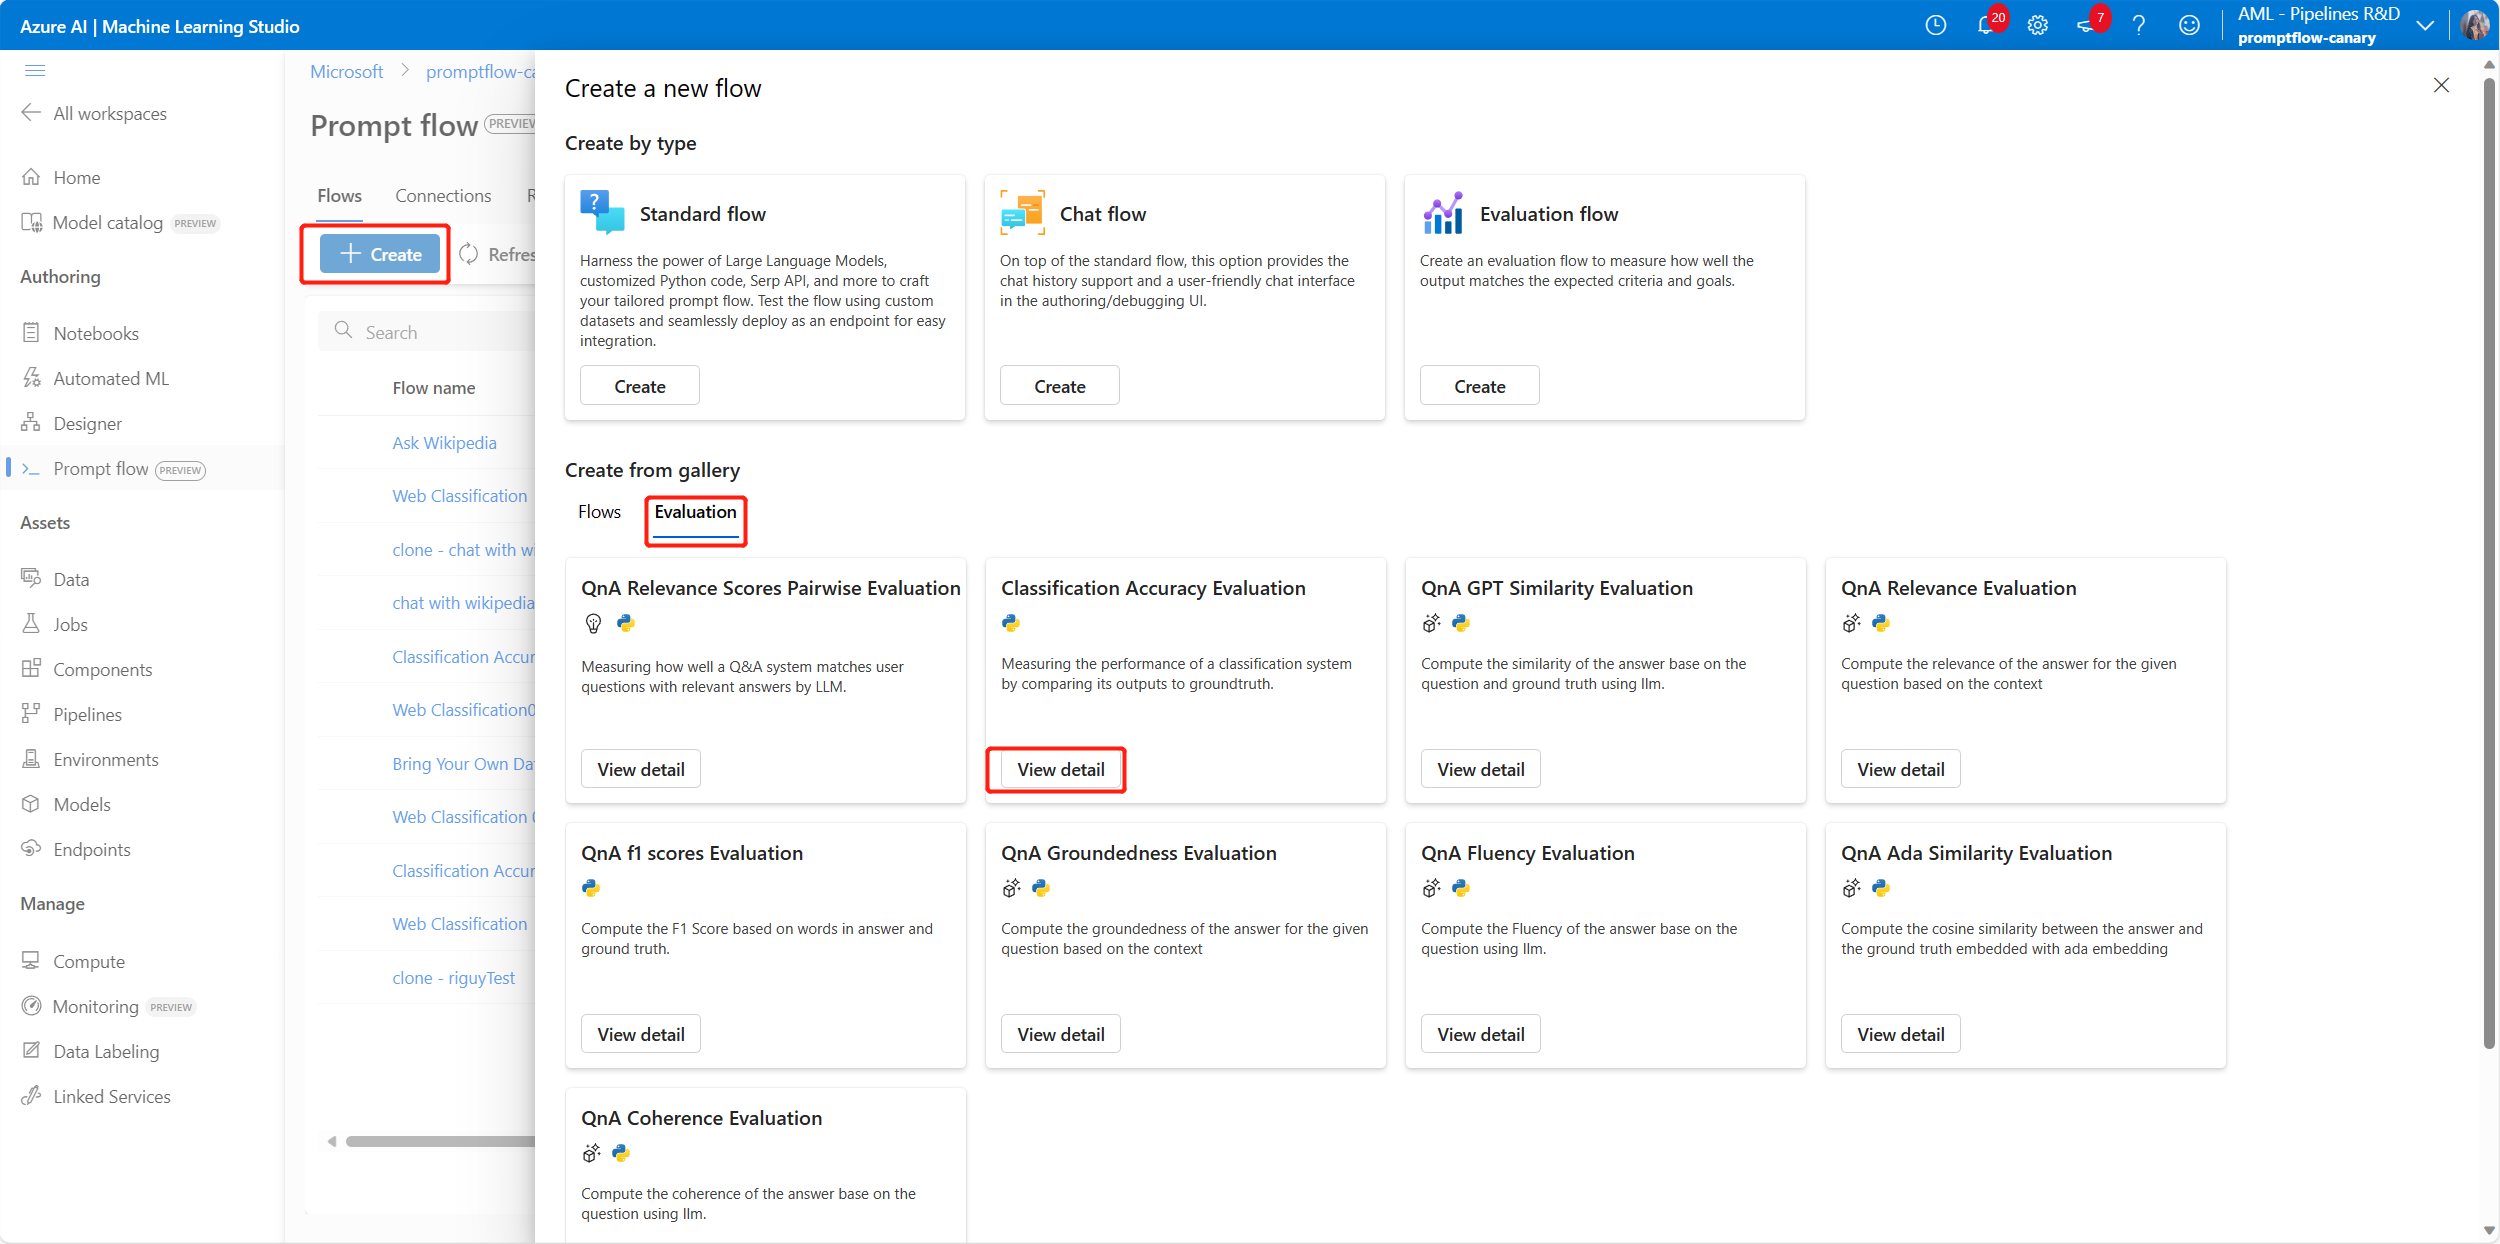 Azure AI | Machine Learning Studio
20
7
AML - Pipelines R&D
promptflow-canary
All workspaces
Home
Model catalog PREVIEW
Authoring
Notebooks
Automated ML
Designer
Prompt flow PREVIEW
Assets
Data
Jobs
Components
Pipelines
Environments
Models
Endpoints
Manage
Compute
Monitoring PREVIEW
Data Labeling
Linked Services
Microsoft > promptflow-ca
Prompt flow PREVIEW
Flows Connections R
+ Create Refres
Search
Flow name
Ask Wikipedia
Web Classification
clone - chat with wi
chat with wikipedia
Classification Accur
Web Classification0
Bring Your Own Dat
Web Classification
Classification Accur
Web Classification
clone - riguyTest
Create a new flow
Create by type
Standard flow
Harness the power of Large Language Models,
customized Python code, Serp API, and more to craft
your tailored prompt flow. Test the flow using custom
datasets and seamlessly deploy as an endpoint for easy
integration.
Create
Chat flow
On top of the standard flow, this option provides the
chat history support and a user-friendly chat interface
in the authoring/debugging UI.
Create
Evaluation flow
Create an evaluation flow to measure how well the
output matches the expected criteria and goals.
Create
Create from gallery
Flows Evaluation
QnA Relevance Scores Pairwise Evaluation
Measuring how well a Q&A system matches user
questions with relevant answers by LLM.
View detail
Classification Accuracy Evaluation
Measuring the performance of a classification system
by comparing its outputs to groundtruth.
View detail
QnA GPT Similarity Evaluation
Compute the similarity of the answer base on the
question and ground truth using llm.
View detail
QnA Relevance Evaluation
Compute the relevance of the answer for the given
question based on the context
View detail
QnA f1 scores Evaluation
Compute the F1 Score based on words in answer and
ground truth.
View detail
QnA Groundedness Evaluation
Compute the groundedness of the answer for the given
question based on the context
View detail
QnA Fluency Evaluation
Compute the Fluency of the answer base on the
question using llm.
View detail
QnA Ada Similarity Evaluation
Compute the cosine similarity between the answer and
the ground truth embedded with ada embedding
View detail
QnA Coherence Evaluation
Compute the coherence of the answer base on the
question using llm.